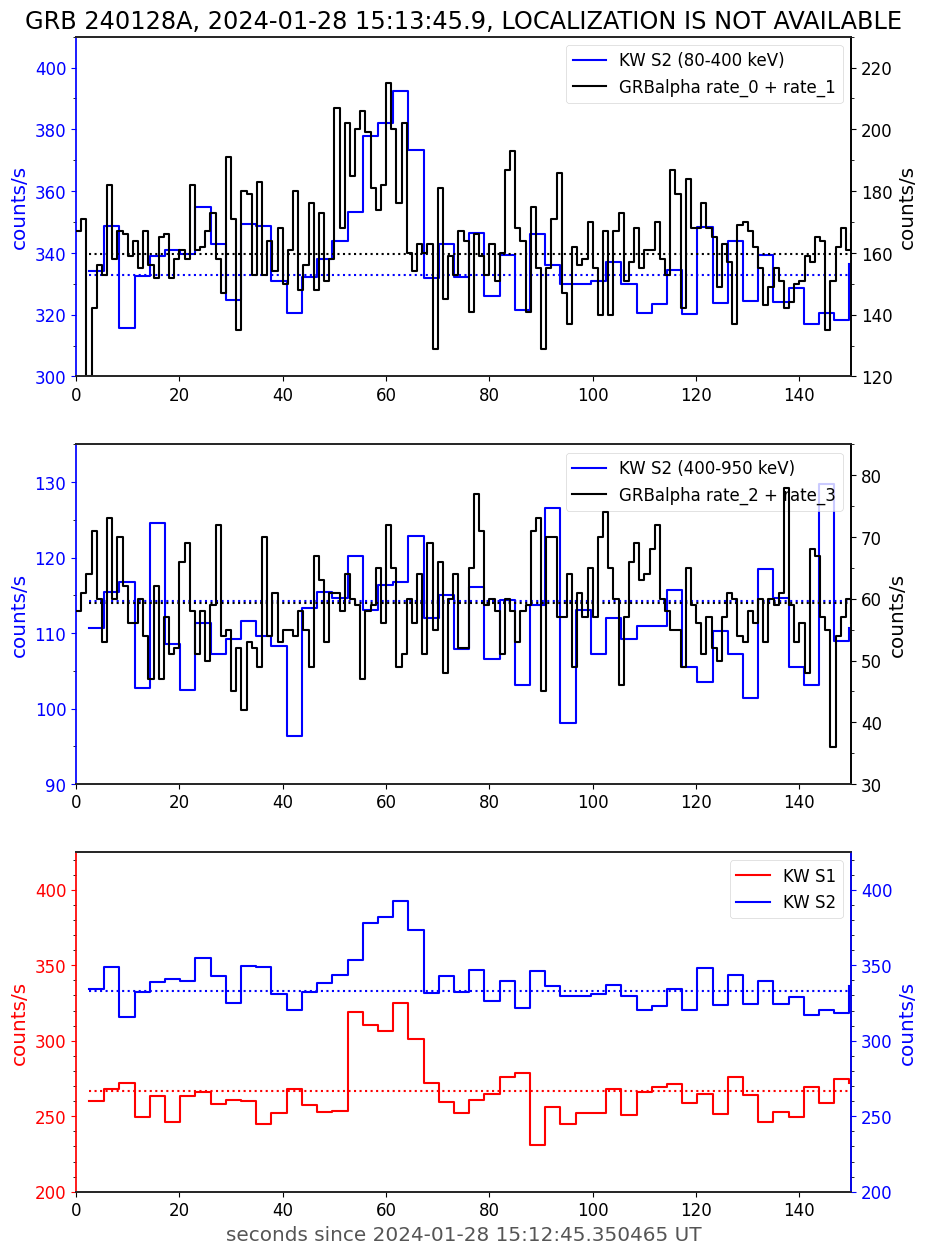 GRB 240128A, 2024-01-28 15:13:45.9, LOCALIZATION IS NOT AVAILABLE
KW S2 (80-400 keV)
GRBalpha rate_0 + rate_1
counts/s
counts/s
400
380
360
340
320
300
220
200
180
160
140
120
0 20 40 60 80 100 120 140
KW S2 (400-950 keV)
GRBalpha rate_2 + rate_3
counts/s
counts/s
130
120
110
100
90
80
70
60
50
40
30
0 20 40 60 80 100 120 140
KW S1
KW S2
counts/s
counts/s
400
350
300
250
200
400
350
300
250
200
0 20 40 60 80 100 120 140
seconds since 2024-01-28 15:12:45.350465 UT